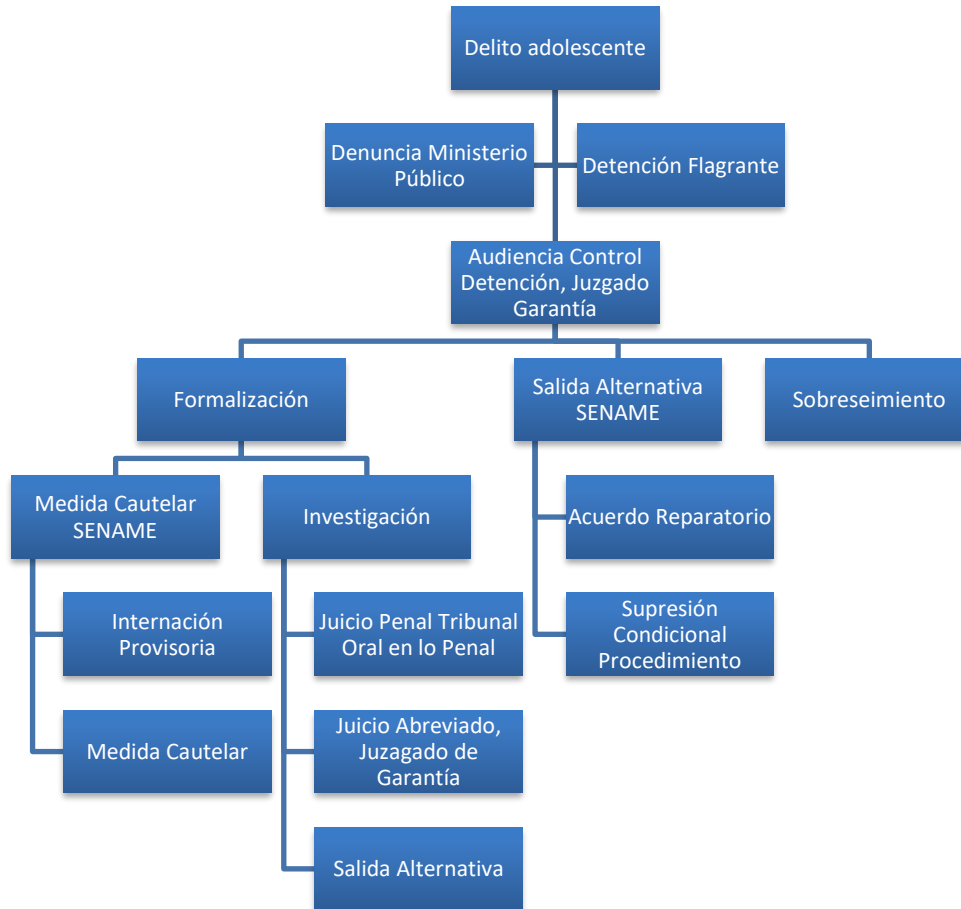 Delito adolescente
Denuncia Ministerio
Público
Detención Flagrante
Audiencia Control
Detención, Juzgado
Garantía
Formalización
Salida Alternativa
SENAME
Sobreseimiento
Medida Cautelar
SENAME
Investigación
Acuerdo Reparatorio
Internación
Provisoria
Juicio Penal Tribunal
Oral en lo Penal
Supresión
Condicional
Procedimiento
Medida Cautelar
Juicio Abreviado,
Juzagado de
Garantía
Salida Alternativa